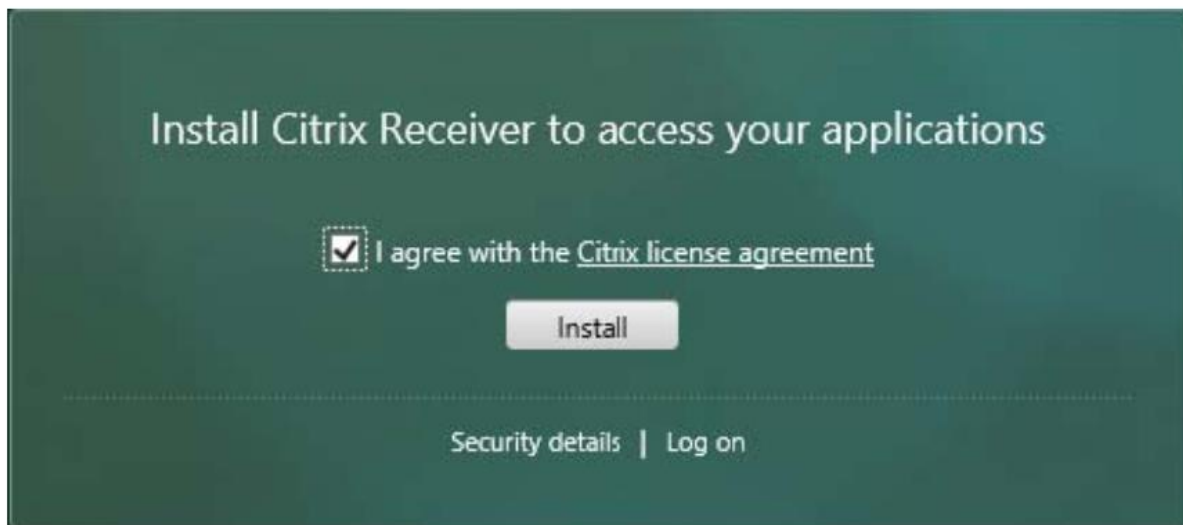 Install Citrix Receiver to access your applications
I agree with the Citrix license agreement
Install
Security details | Log on